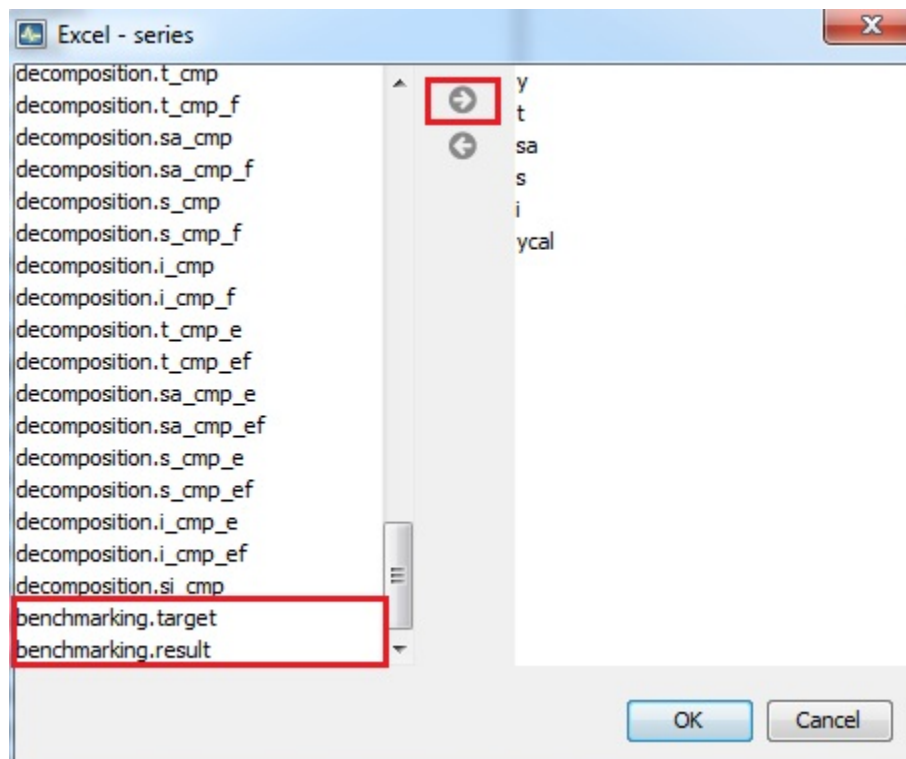 Excel - series
decomposition.t_cmp
decomposition.t_cmp_f
decomposition.sa_cmp
decomposition.sa_cmp_f
decomposition.s_cmp
decomposition.s_cmp_f
decomposition.i_cmp
decomposition.i_cmp_f
decomposition.t_cmp_e
decomposition.t_cmp_ef
decomposition.sa_cmp_e
decomposition.sa_cmp_ef
decomposition.s_cmp_e
decomposition.s_cmp_ef
decomposition.i_cmp_e
decomposition.i_cmp_ef
decomposition.si_cmp
benchmarking.target
benchmarking.result
y
t
sa
s
i
ycal
OK
Cancel